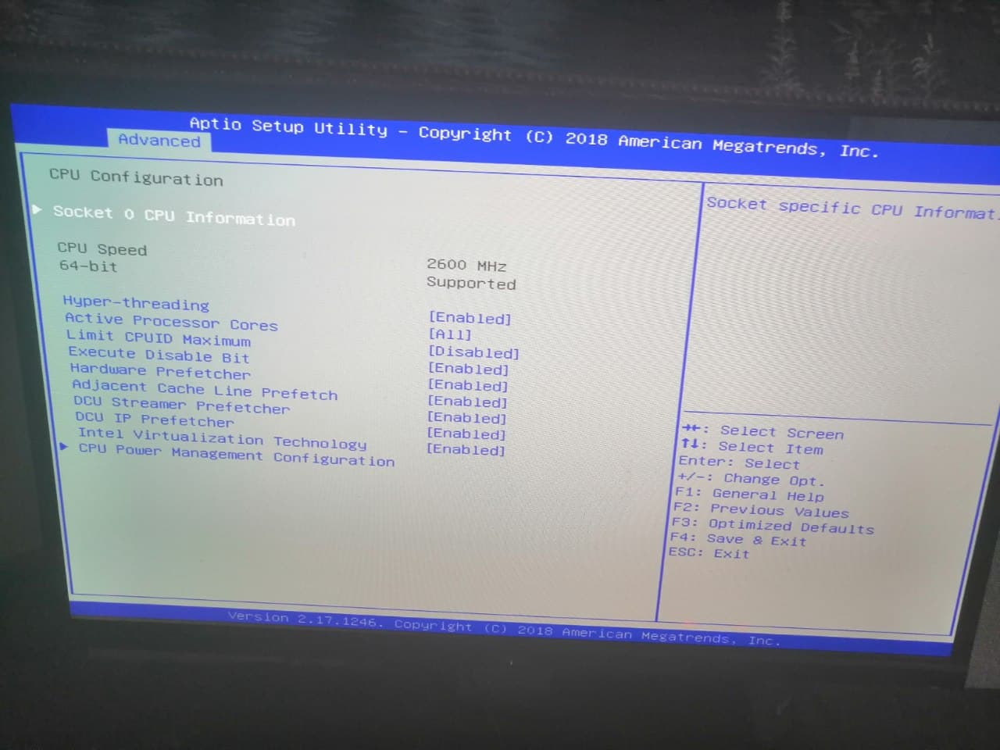 Aptio Setup Utility – Copyright (C) 2018 American Megatrends, Inc.
Advanced
CPU Configuration
Socket 0 CPU Information
CPU Speed 2600 MHz
64-bit Supported
Hyper-threading [Enabled]
Active Processor Cores [All]
Limit CPUID Maximum [Disabled]
Execute Disable Bit [Enabled]
Hardware Prefetcher [Enabled]
Adjacent Cache Line Prefetch [Enabled]
DCU Streamer Prefetcher [Enabled]
DCU IP Prefetcher [Enabled]
Intel Virtualization Technology [Enabled]
CPU Power Management Configuration
Socket specific CPU Informat
→←: Select Screen
↑↓: Select Item
Enter: Select
+/-: Change Opt.
F1: General Help
F2: Previous Values
F3: Optimized Defaults
F4: Save & Exit
ESC: Exit
Version 2.17.1246. Copyright (C) 2018 American Megatrends, Inc.